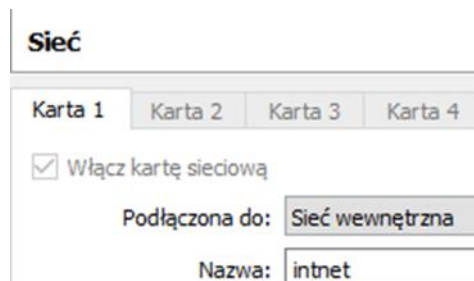 Sieć
Karta 1 Karta 2 Karta 3 Karta 4
Włącz kartę sieciową
Podłączona do: Sieć wewnętrzna
Nazwa: intnet